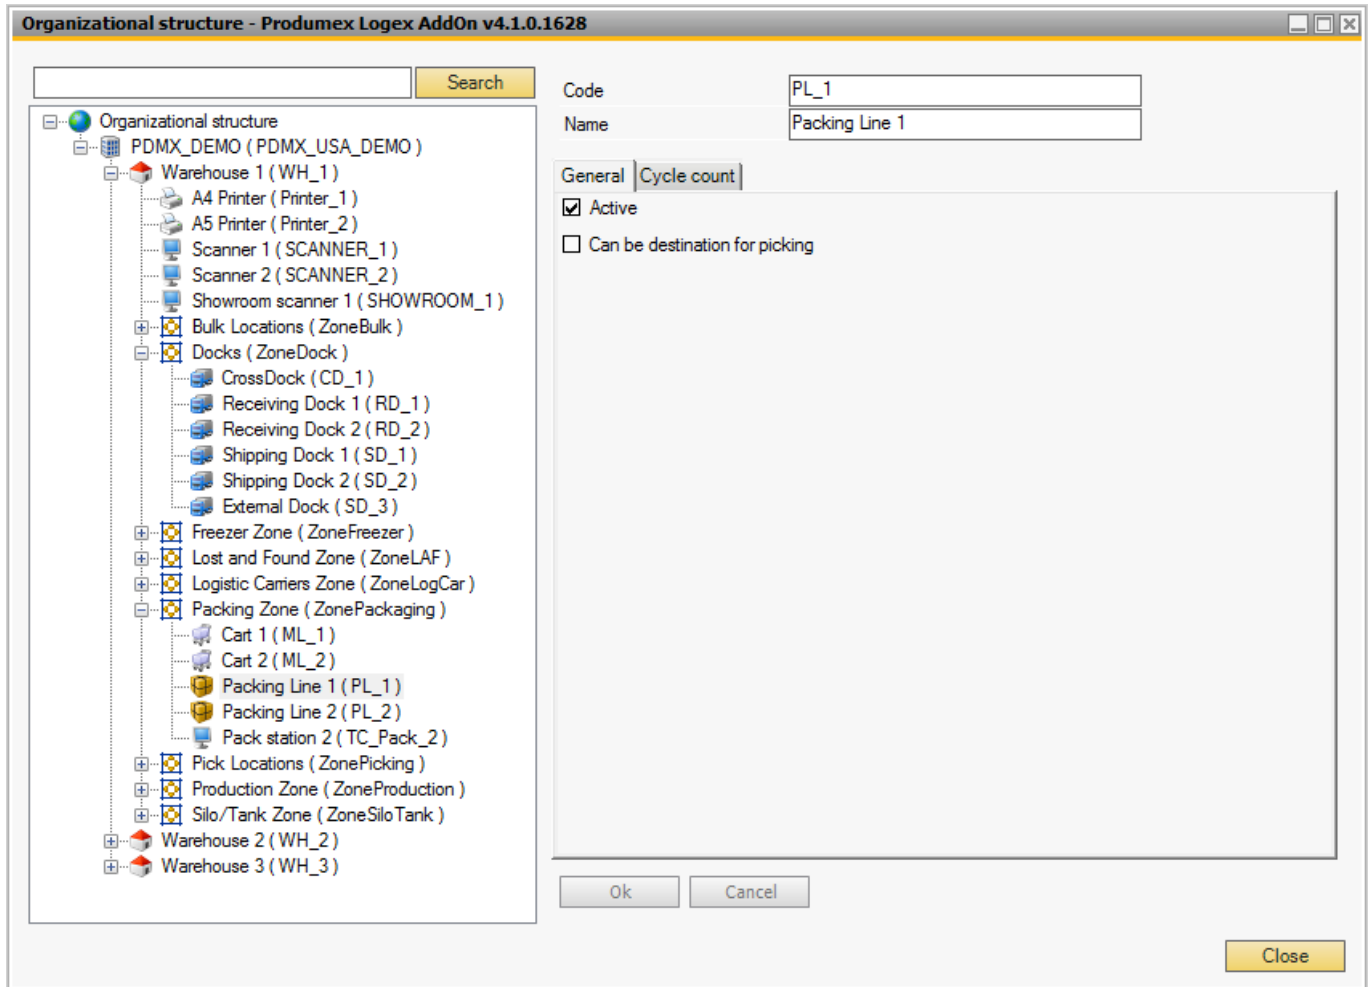 Organizational structure - Produmex Logex AddOn v4.1.0.1628
Search
Organizational structure
PDMX_DEMO ( PDMX_USA_DEMO )
Warehouse 1 ( WH_1 )
A4 Printer ( Printer_1 )
A5 Printer ( Printer_2 )
Scanner 1 ( SCANNER_1 )
Scanner 2 ( SCANNER_2 )
Showroom scanner 1 ( SHOWROOM_1 )
Bulk Locations ( ZoneBulk )
Docks ( ZoneDock )
CrossDock ( CD_1 )
Receiving Dock 1 ( RD_1 )
Receiving Dock 2 ( RD_2 )
Shipping Dock 1 ( SD_1 )
Shipping Dock 2 ( SD_2 )
External Dock ( SD_3 )
Freezer Zone ( ZoneFreezer )
Lost and Found Zone ( ZoneLAF )
Logistic Carriers Zone ( ZoneLogCar )
Packing Zone ( ZonePackaging )
Cart 1 ( ML_1 )
Cart 2 ( ML_2 )
Packing Line 1 ( PL_1 )
Packing Line 2 ( PL_2 )
Pack station 2 ( TC_Pack_2 )
Pick Locations ( ZonePicking )
Production Zone ( ZoneProduction )
Silo/Tank Zone ( ZoneSiloTank )
Warehouse 2 ( WH_2 )
Warehouse 3 ( WH_3 )
Code PL_1
Name Packing Line 1
General Cycle count
Active
Can be destination for picking
Ok Cancel
Close